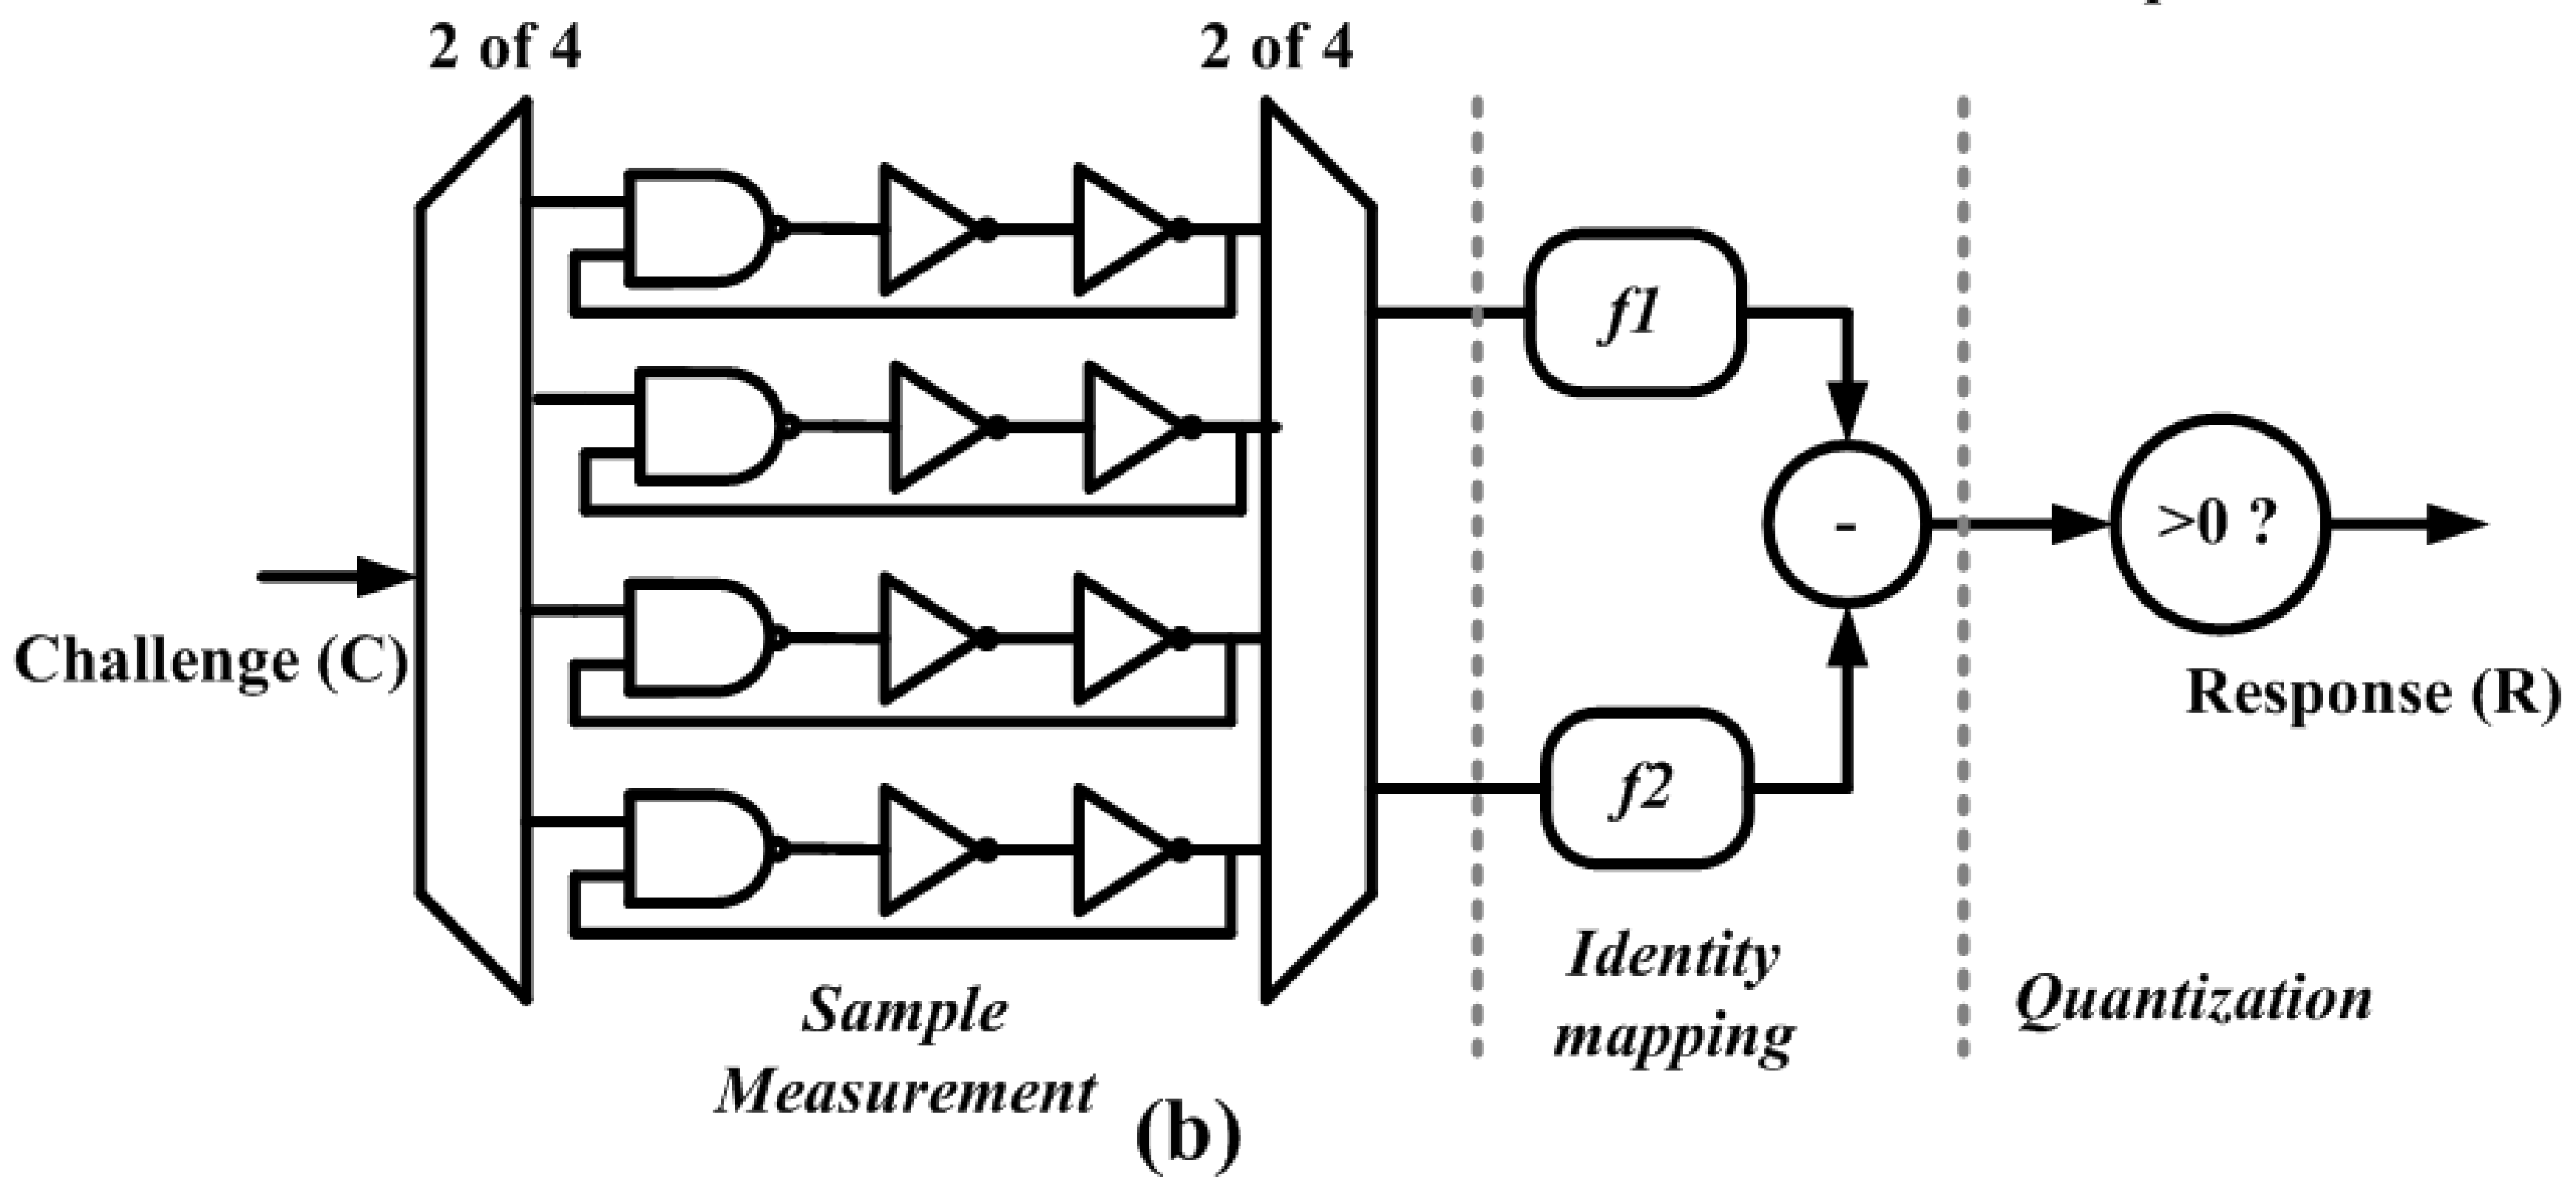 2 of 4
2 of 4
f1
-
>0 ?
Challenge (C)
Response (R)
f2
Identity
mapping
Quantization
Sample
Measurement
(b)